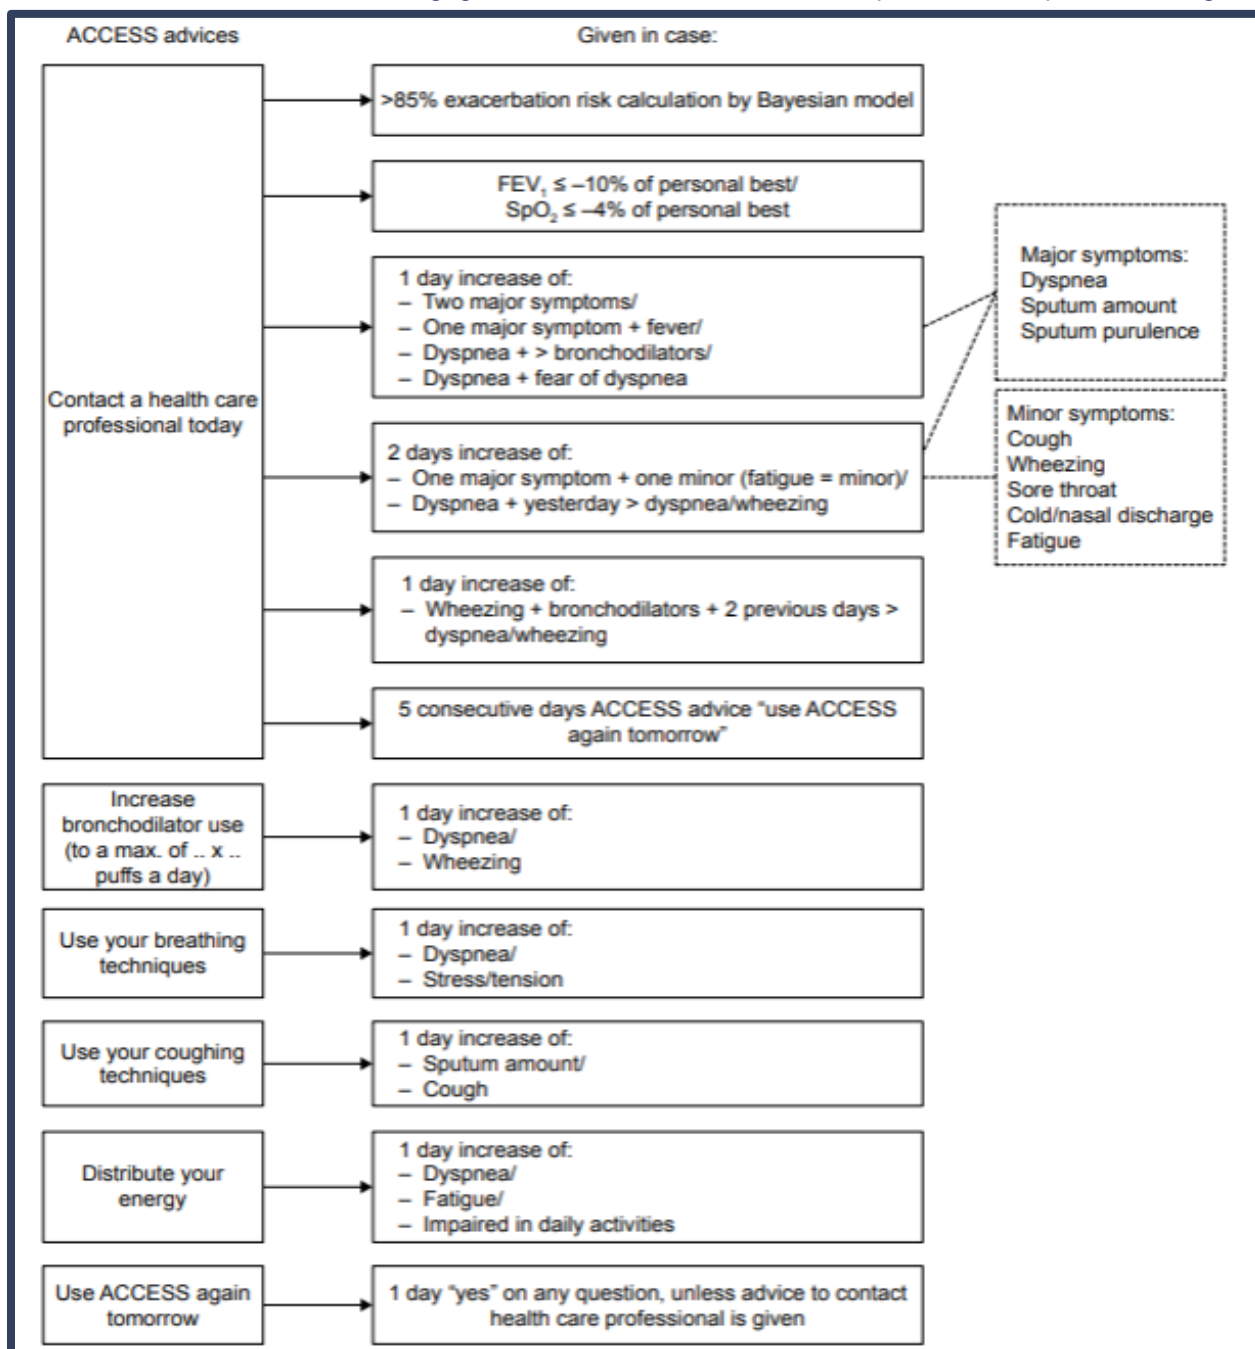 ACCESS advices
Given in case:
Contact a health care
professional today
>85% exacerbation risk calculation by Bayesian model
FEV₁ ≤ –10% of personal best/
SpO₂ ≤ –4% of personal best
1 day increase of:
– Two major symptoms/
– One major symptom + fever/
– Dyspnea + > bronchodilators/
– Dyspnea + fear of dyspnea
2 days increase of:
– One major symptom + one minor (fatigue = minor)/
– Dyspnea + yesterday > dyspnea/wheezing
Major symptoms:
Dyspnea
Sputum amount
Sputum purulence
Minor symptoms:
Cough
Wheezing
Sore throat
Cold/nasal discharge
Fatigue
1 day increase of:
– Wheezing + bronchodilators + 2 previous days >
dyspnea/wheezing
5 consecutive days ACCESS advice “use ACCESS
again tomorrow”
Increase
bronchodilator use
(to a max. of .. x ..
puffs a day)
1 day increase of:
– Dyspnea/
– Wheezing
Use your breathing
techniques
1 day increase of:
– Dyspnea/
– Stress/tension
Use your coughing
techniques
1 day increase of:
– Sputum amount/
– Cough
Distribute your
energy
1 day increase of:
– Dyspnea/
– Fatigue/
– Impaired in daily activities
Use ACCESS again
tomorrow
1 day “yes” on any question, unless advice to contact
health care professional is given